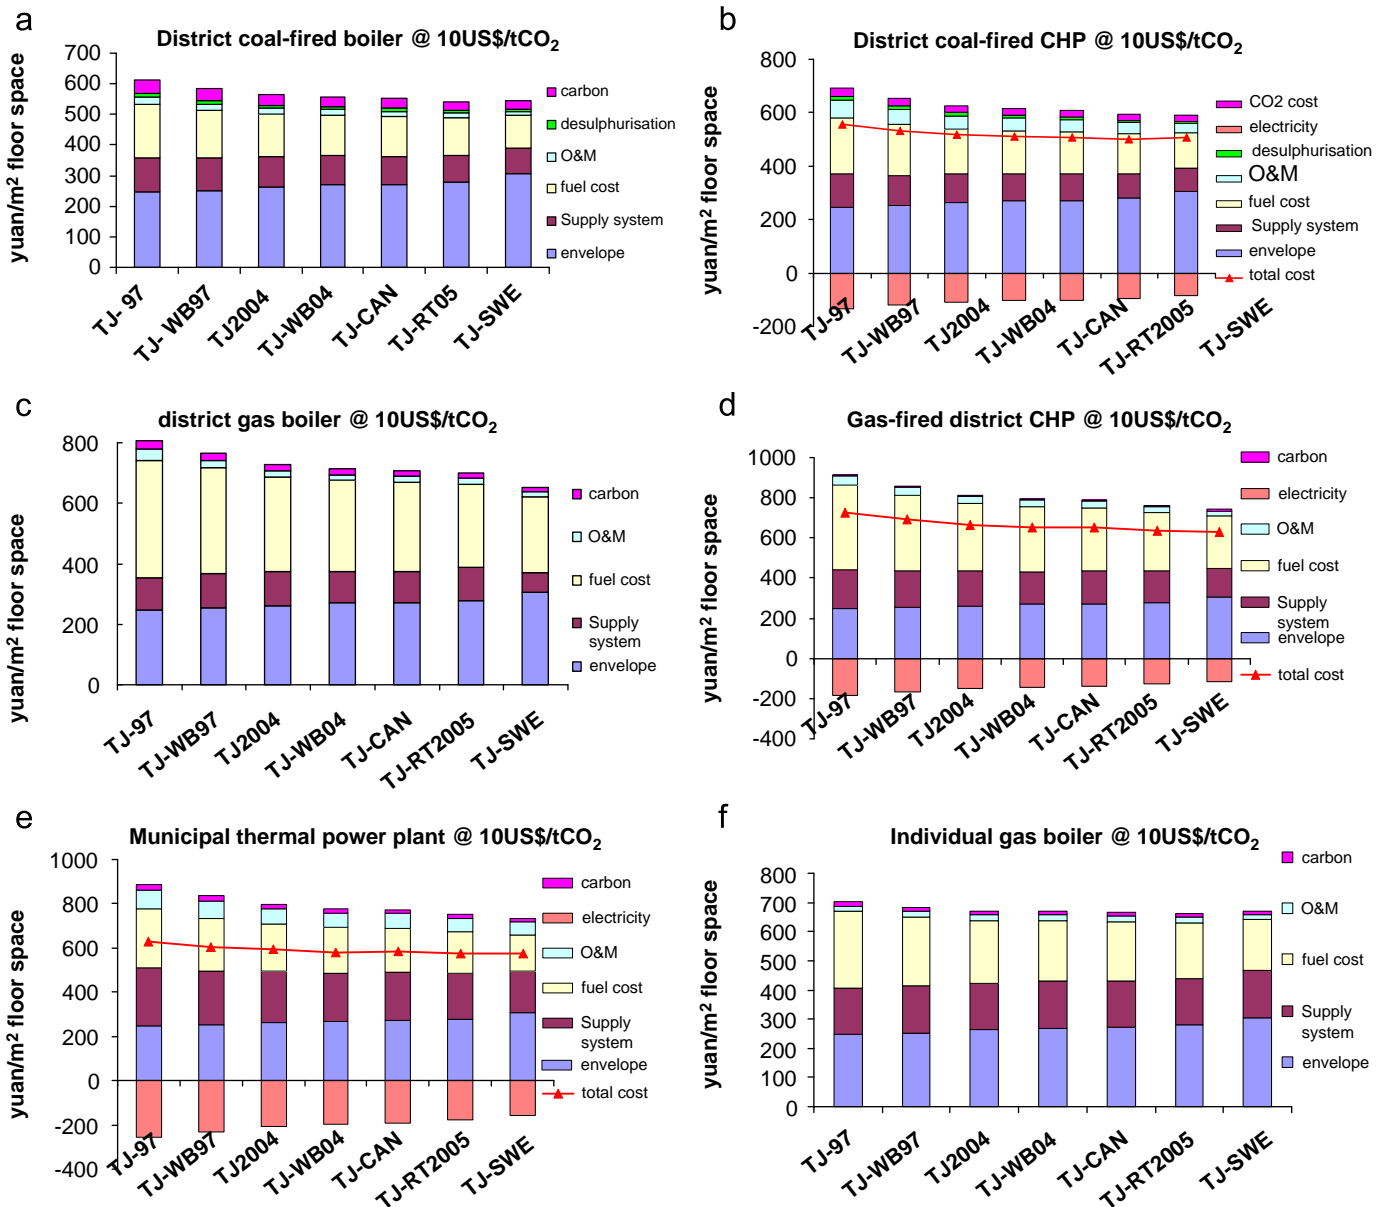 a
District coal-fired boiler @ 10US$/tCO2
yuan/m2 floor space
700
600
500
400
300
200
100
0
carbon
desulphurisation
O&M
fuel cost
Supply system
envelope
TJ- 97
TJ- WB97
TJ2004
TJ-WB04
TJ-CAN
TJ-RT05
TJ-SWE
b
District coal-fired CHP @ 10US$/tCO2
yuan/m2 floor space
800
600
400
200
0
-200
CO2 cost
electricity
desulphurisation
O&M
fuel cost
Supply system
envelope
total cost
TJ-97
TJ-WB97
TJ2004
TJ-WB04
TJ-CAN
TJ-RT2005
TJ-SWE
c
district gas boiler @ 10US$/tCO2
yuan/m2 floor space
800
600
400
200
0
carbon
O&M
fuel cost
Supply
system
envelope
TJ-97
TJ-WB97
TJ2004
TJ-WB04
TJ-CAN
TJ-RT2005
TJ-SWE
d
Gas-fired district CHP @ 10US$/tCO2
yuan/m2 floor space
1000
800
600
400
200
0
-200
-400
carbon
electricity
O&M
fuel cost
Supply
system
envelope
total cost
TJ-97
TJ-WB97
TJ2004
TJ-WB04
TJ-CAN
TJ-RT2005
TJ-SWE
e
Municipal thermal power plant @ 10US$/tCO2
yuan/m2 floor space
1000
800
600
400
200
0
-200
-400
carbon
electricity
O&M
fuel cost
Supply
system
envelope
total cost
TJ-97
TJ-WB97
TJ2004
TJ-WB04
TJ-CAN
TJ-RT2005
TJ-SWE
f
Individual gas boiler @ 10US$/tCO2
yuan/m2 floor space
800
700
600
500
400
300
200
100
0
carbon
O&M
fuel cost
Supply
system
envelope
TJ-97
TJ-WB97
TJ2004
TJ-WB04
TJ-CAN
TJ-RT2005
TJ-SWE